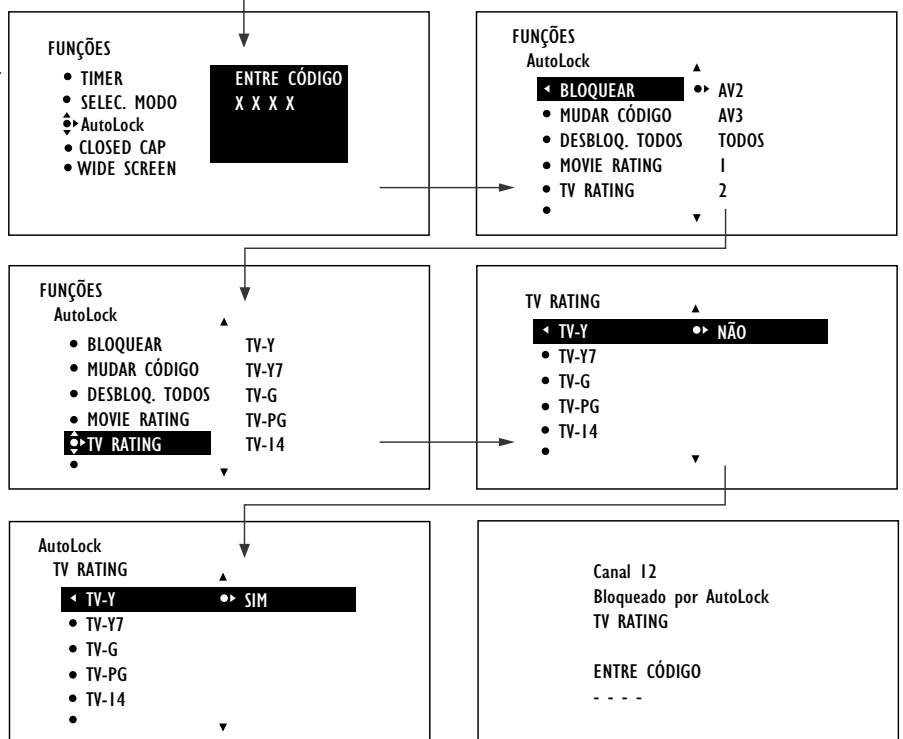 FUNÇÕES
TIMER
SELEC. MODO
AutoLock
CLOSED CAP
WIDE SCREEN
ENTRE CÓDIGO
X X X X
FUNÇÕES
AutoLock
BLOQUEAR AV2
MUDAR CÓDIGO AV3
DESBLOQ. TODOS TODOS
MOVIE RATING 1
TV RATING 2
FUNÇÕES
AutoLock
BLOQUEAR TV-Y
MUDAR CÓDIGO TV-Y7
DESBLOQ. TODOS TV-G
MOVIE RATING TV-PG
TV RATING TV-14
TV RATING
TV-Y NÃO
TV-Y7
TV-G
TV-PG
TV-14
AutoLock
TV RATING
TV-Y SIM
TV-Y7
TV-G
TV-PG
TV-14
Canal 12
Bloqueado por AutoLock
TV RATING
ENTRE CÓDIGO
- - - -